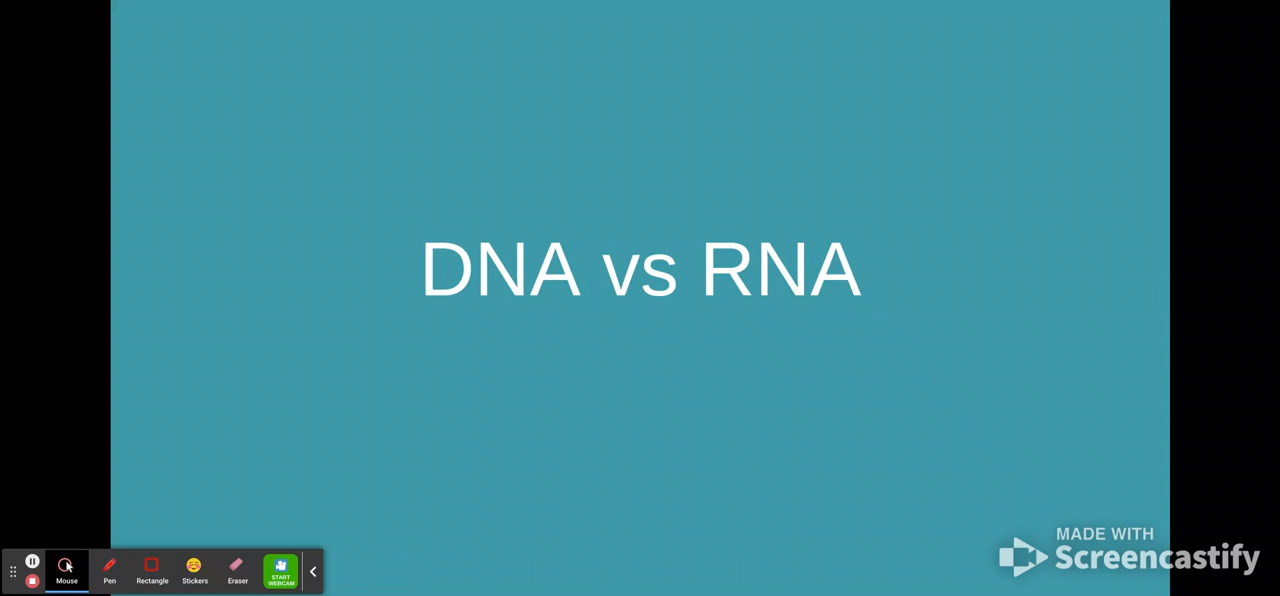 DNA vs RNA
MADE WITH
Screencastify
Mouse
Pen
Rectangle
Stickers
Eraser
START
WEBCAM